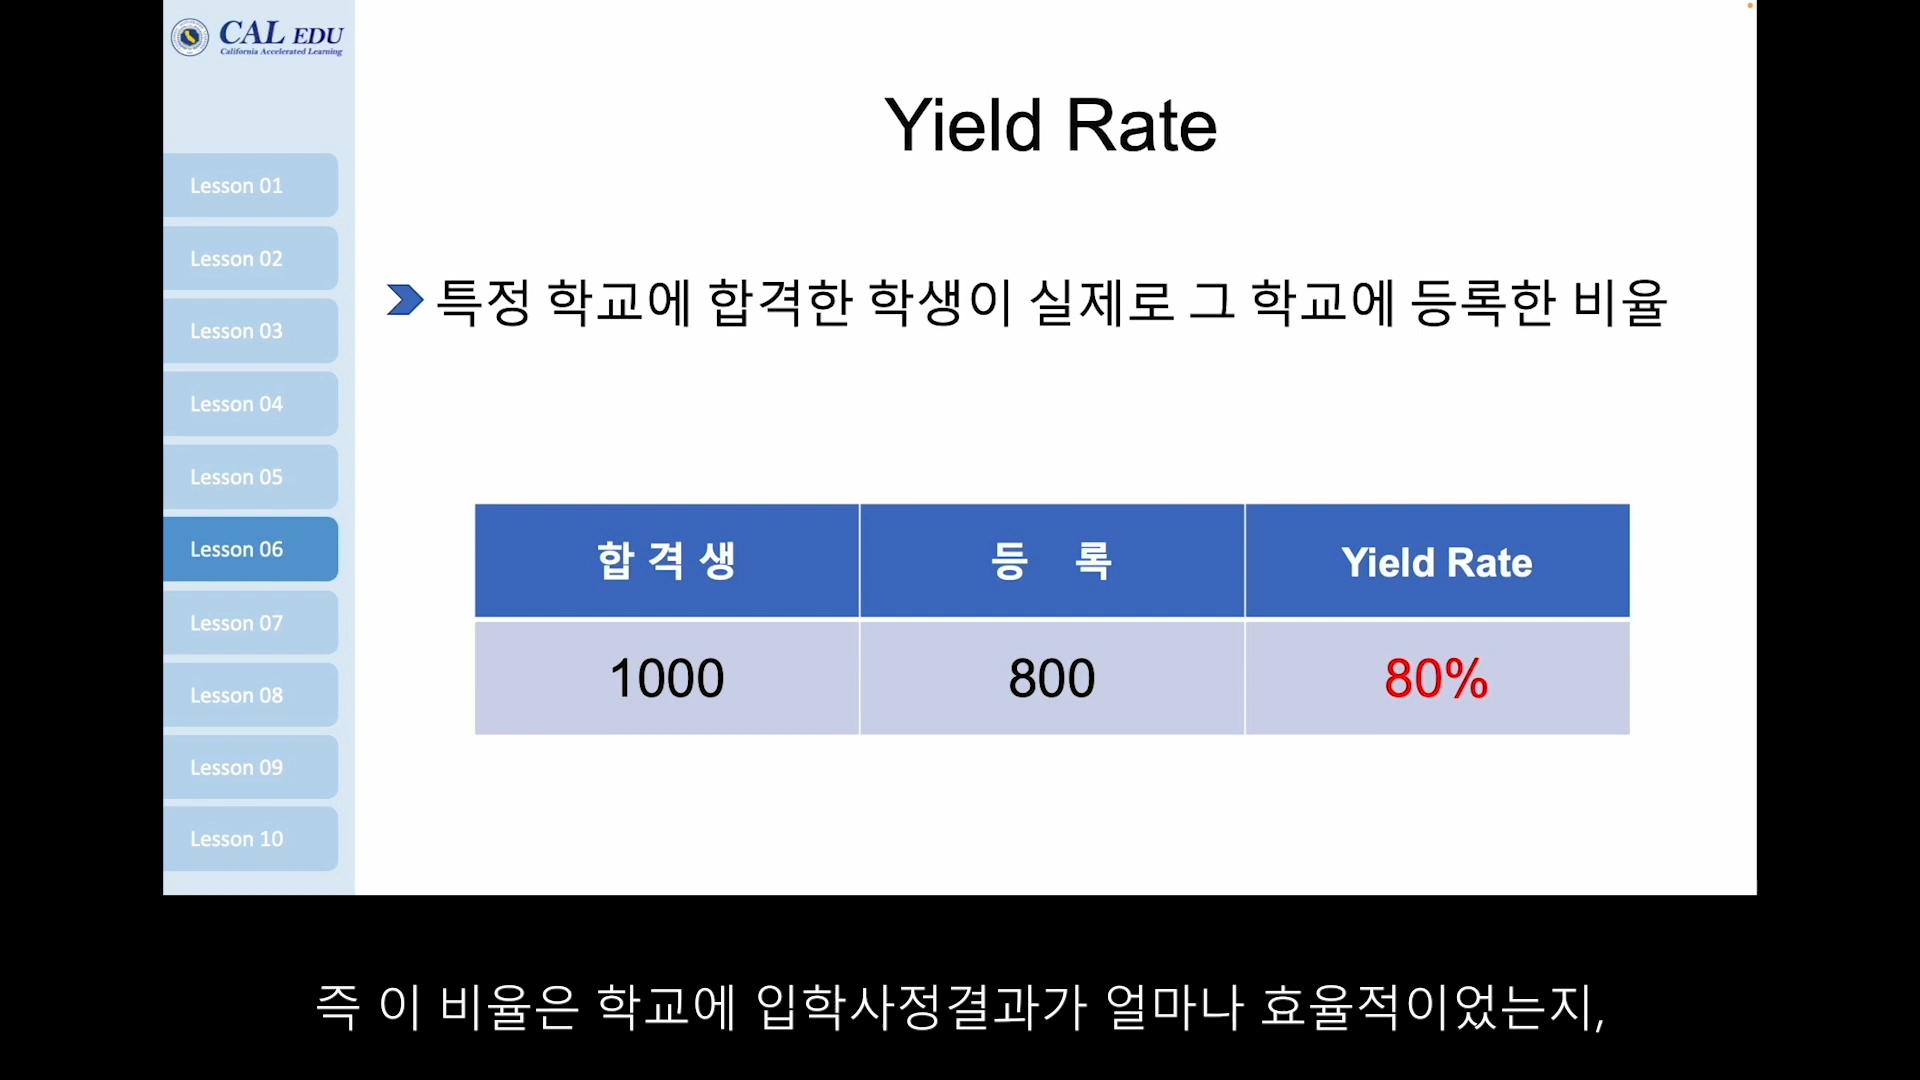 CAL EDU
California Accelerated Learning
Lesson 01
Lesson 02
Lesson 03
Lesson 04
Lesson 05
Lesson 06
Lesson 07
Lesson 08
Lesson 09
Lesson 10
Yield Rate
특정 학교에 합격한 학생이 실제로 그 학교에 등록한 비율
합 격 생 등 록 Yield Rate
1000 800 80%
즉 이 비율은 학교에 입학사정결과가 얼마나 효율적이었는지,